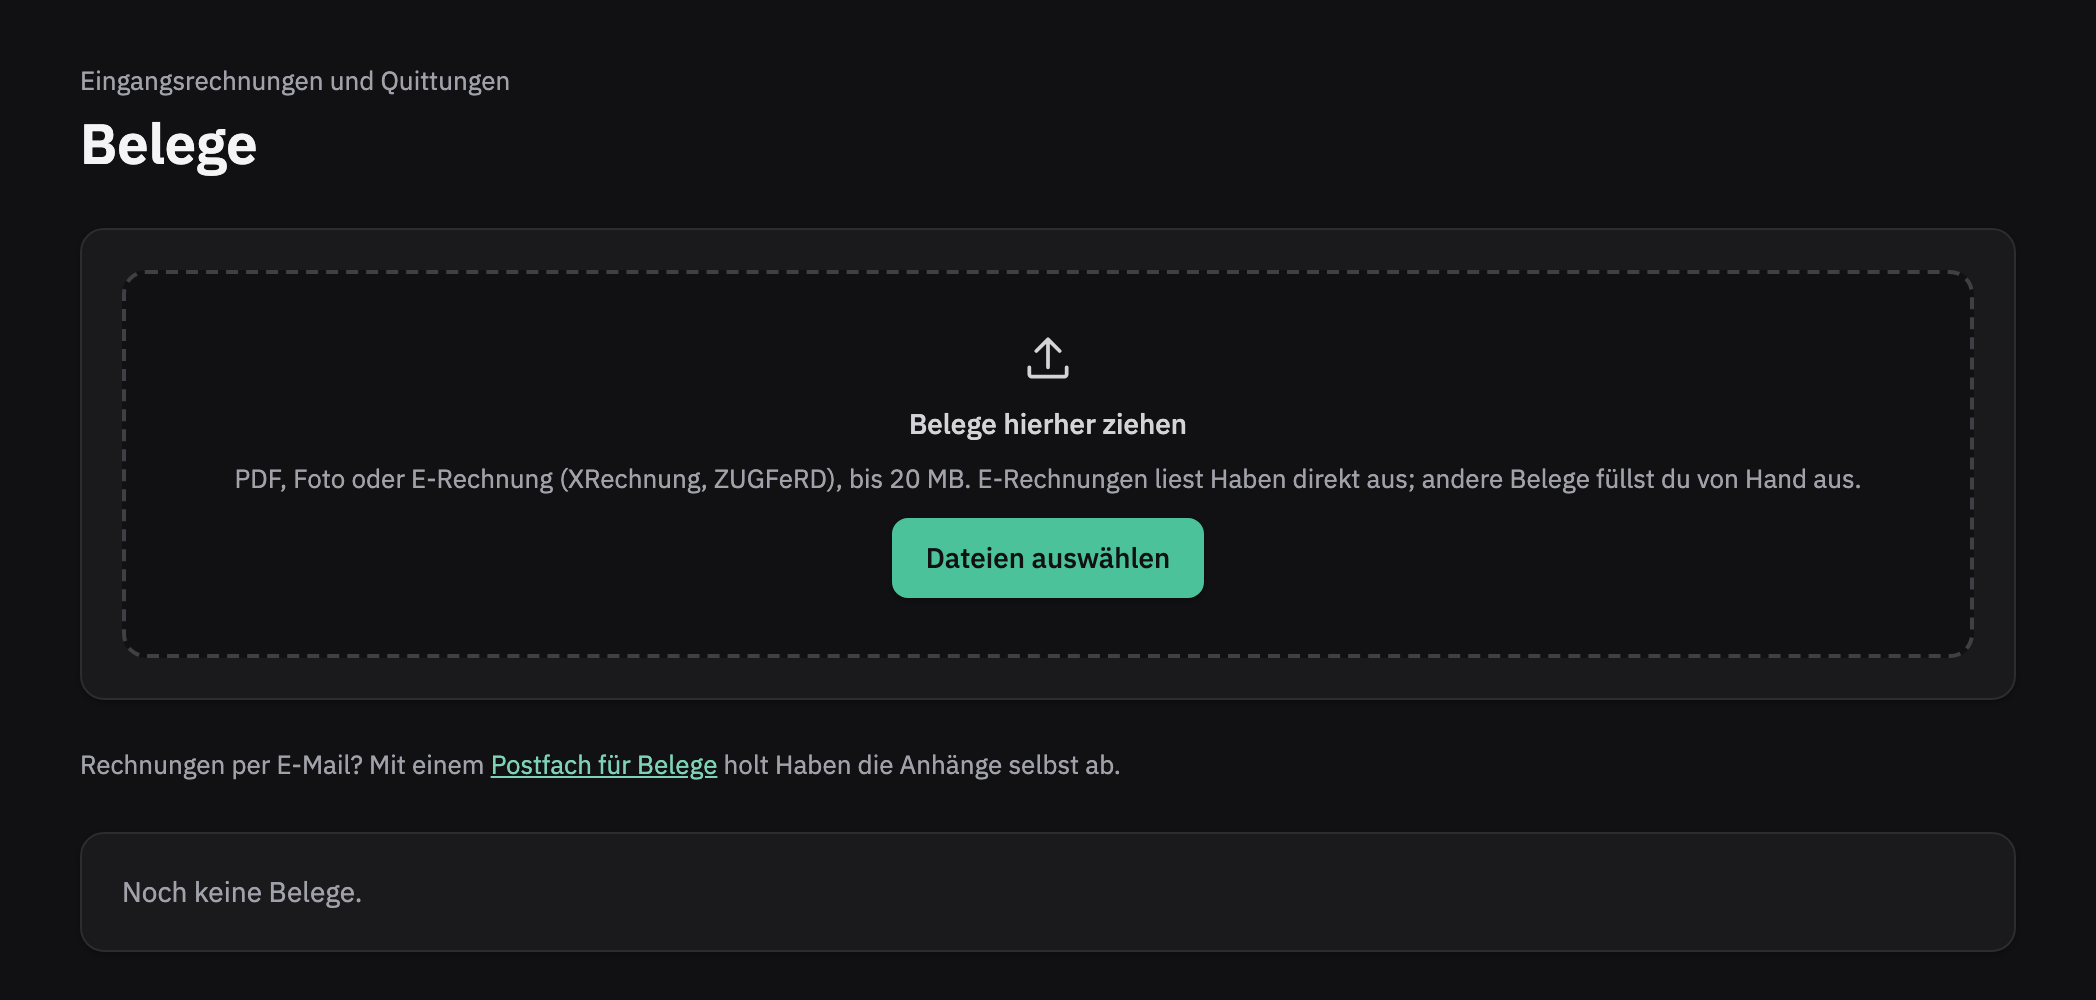 Eingangsrechnungen und Quittungen
Belege
Belege hierher ziehen
PDF, Foto oder E-Rechnung (XRechnung, ZUGFeRD), bis 20 MB. E-Rechnungen liest Haben direkt aus; andere Belege füllst du von Hand aus.
Dateien auswählen
Rechnungen per E-Mail? Mit einem Postfach für Belege holt Haben die Anhänge selbst ab.
Noch keine Belege.